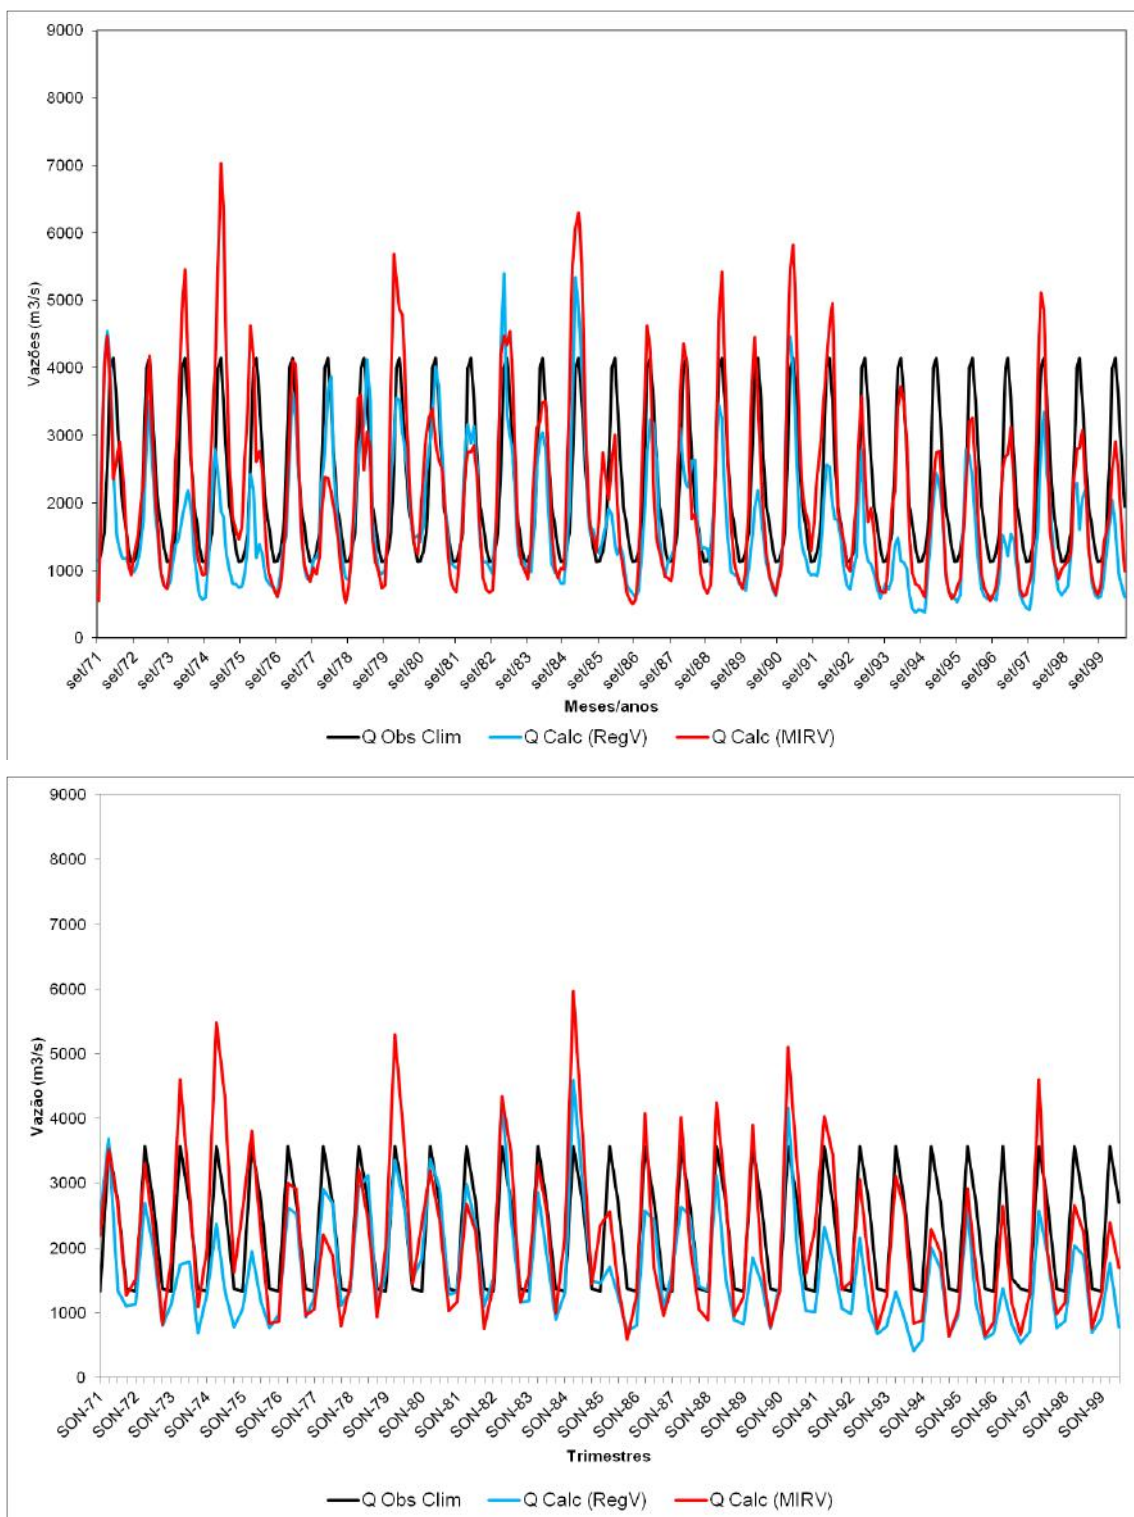 9000
8000
7000
6000
5000
4000
3000
2000
1000
0
Vazões (m3/s)
set/71
set/72
set/73
set/74
set/75
set/76
set/77
set/78
set/79
set/80
set/81
set/82
set/83
set/84
set/85
set/86
set/87
set/88
set/89
set/90
set/91
set/92
set/93
set/94
set/95
set/96
set/97
set/98
set/99
Meses/anos
Q Obs Clim Q Calc (RegV) Q Calc (MIRV)
9000
8000
7000
6000
5000
4000
3000
2000
1000
0
Vazão (m3/s)
SON-71
SON-72
SON-73
SON-74
SON-75
SON-76
SON-77
SON-78
SON-79
SON-80
SON-81
SON-82
SON-83
SON-84
SON-85
SON-86
SON-87
SON-88
SON-89
SON-90
SON-91
SON-92
SON-93
SON-94
SON-95
SON-96
SON-97
SON-98
SON-99
Trimestres
Q Obs Clim Q Calc (RegV) Q Calc (MIRV)